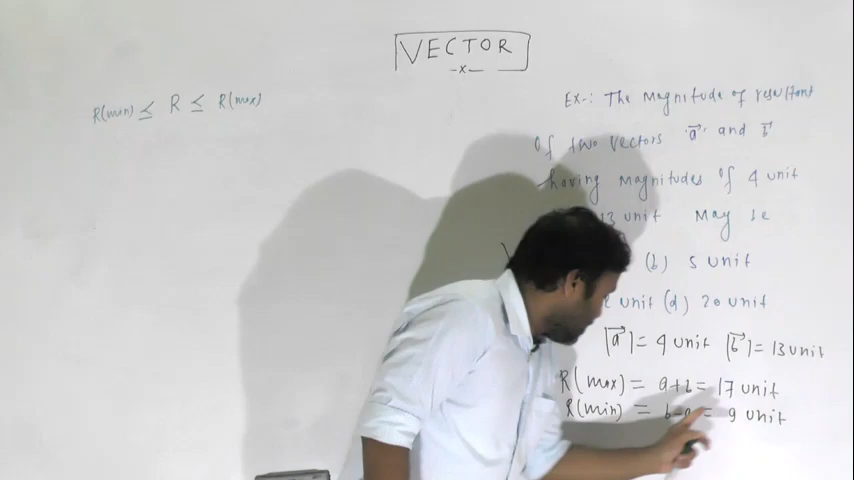 VECTOR
-x-
R(min) ≤ R ≤ R(max)
Ex-: The Magnitude of resultant
Of two vectors 'a⃗' and b⃗
having Magnitudes of 4 unit
13 unit May be
(b) 5 unit
unit (d) 20 unit
|a⃗| = 4 unit |b⃗| = 13 unit
R(max) = a+b = 17 unit
R(min) = b-a = 9 unit